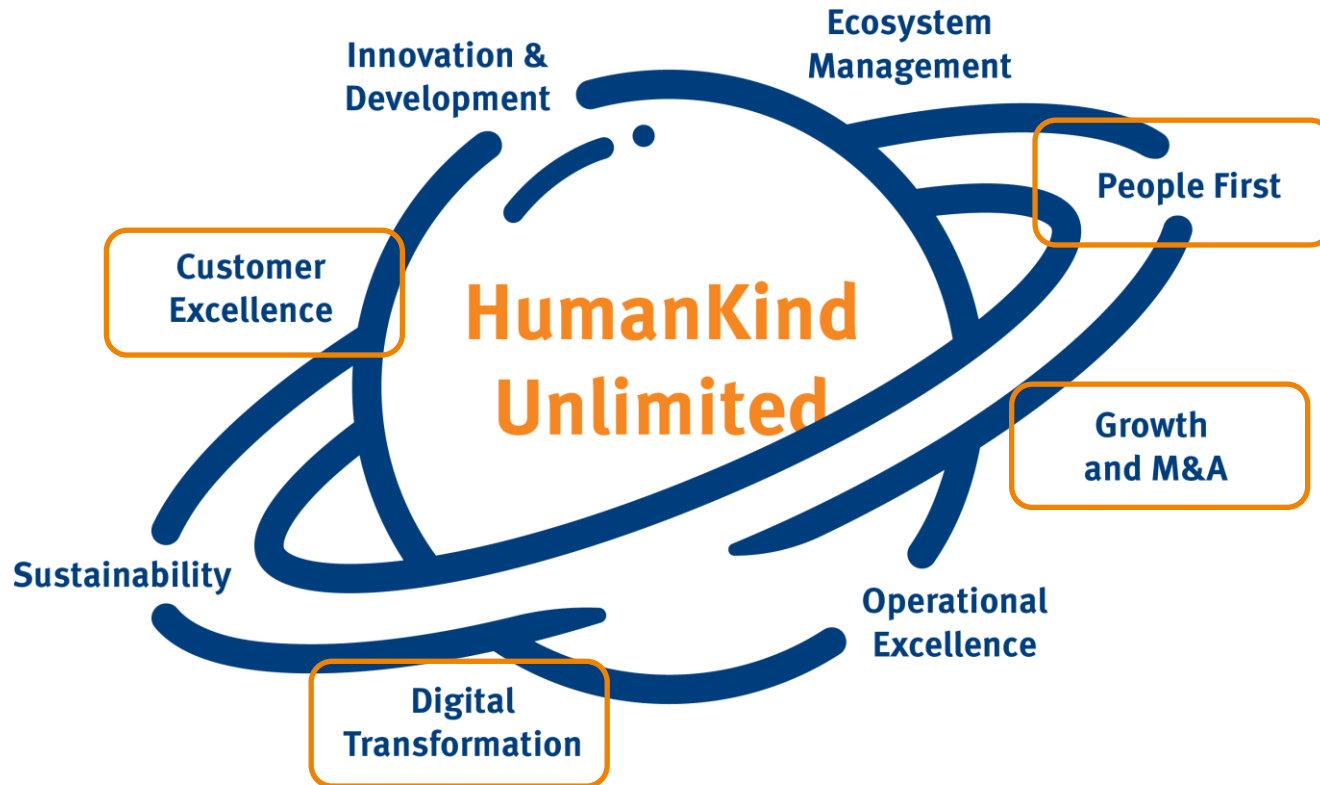 Ecosystem
Management
Innovation &
Development
People First
Customer
Excellence
HumanKind
Unlimited
Growth
and M&A
Sustainability
Operational
Excellence
Digital
Transformation